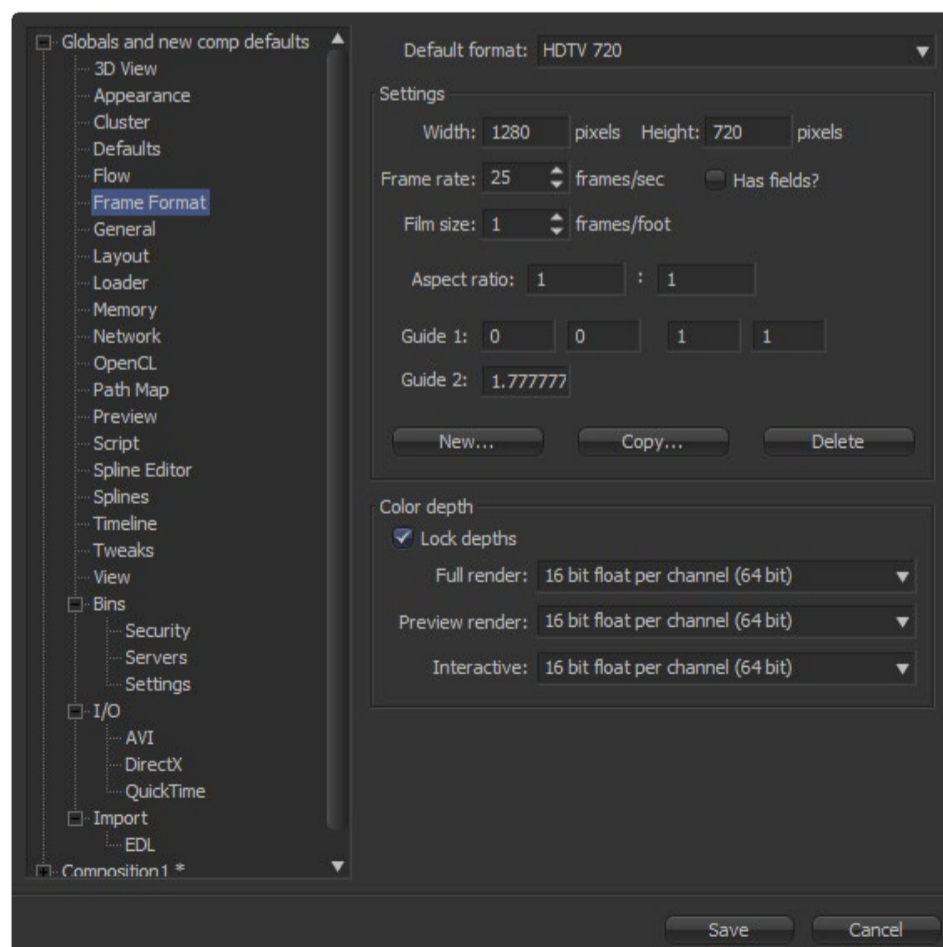 Globals and new comp defaults
3D View
Appearance
Cluster
Defaults
Flow
Frame Format
General
Layout
Loader
Memory
Network
OpenCL
Path Map
Preview
Script
Spline Editor
Splines
Timeline
Tweaks
View
Bins
Security
Servers
Settings
I/O
AVI
DirectX
QuickTime
Import
EDL
Composition1 *
Default format: HDTV 720
Settings
Width: 1280 pixels Height: 720 pixels
Frame rate: 25 frames/sec Has fields?
Film size: 1 frames/foot
Aspect ratio: 1 : 1
Guide 1: 0 0 1 1
Guide 2: 1.777777
New... Copy... Delete
Color depth
Lock depths
Full render: 16 bit float per channel (64 bit)
Preview render: 16 bit float per channel (64 bit)
Interactive: 16 bit float per channel (64 bit)
Save Cancel